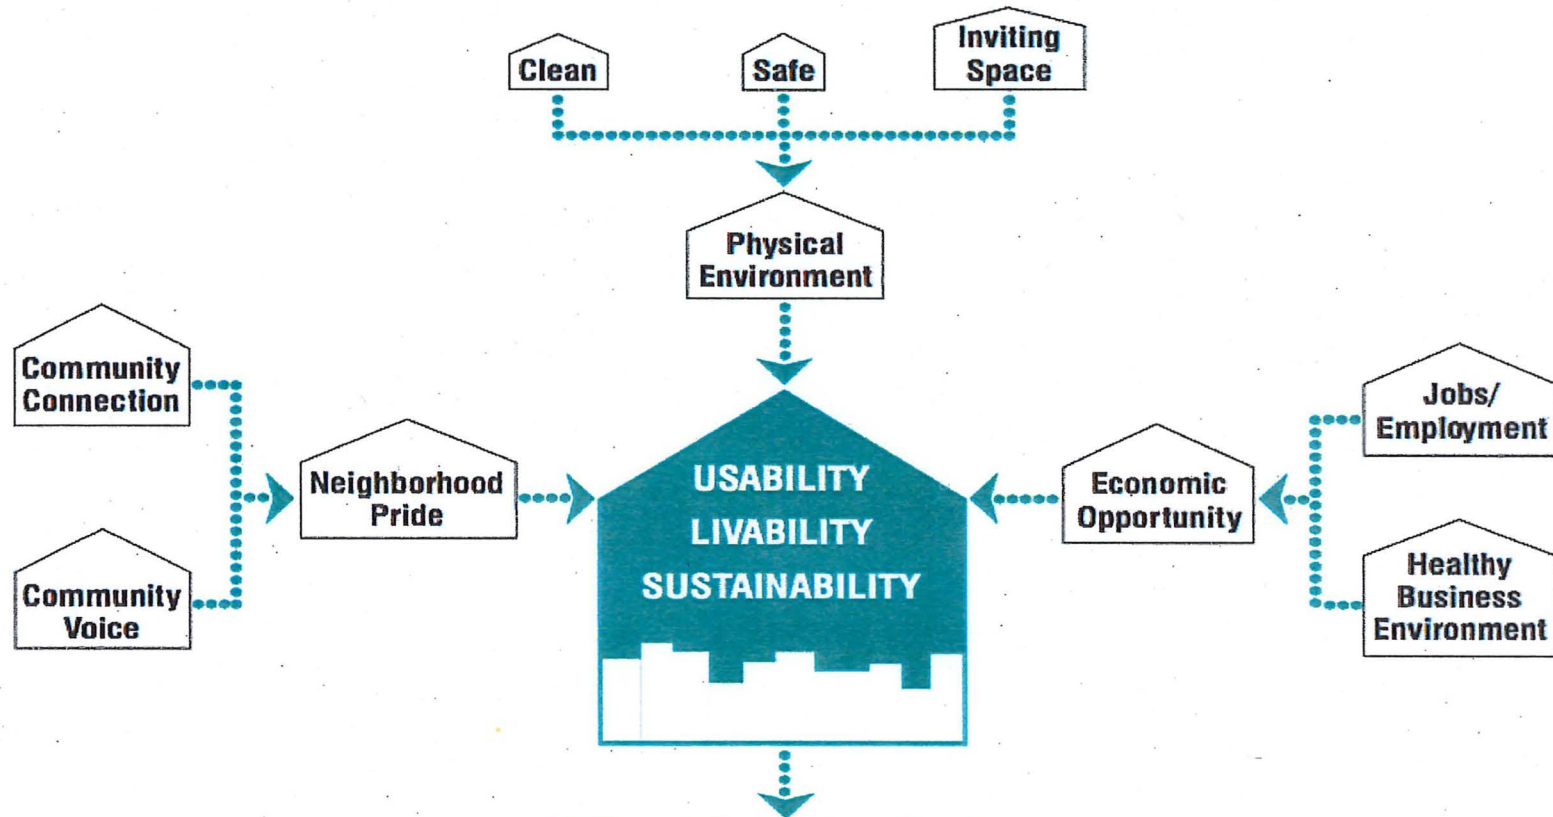 Clean
Safe
Inviting
Space
Physical
Environment
Community
Connection
Community
Voice
Neighborhood
Pride
USABILITY
LIVABILITY
SUSTAINABILITY
Economic
Opportunity
Jobs/
Employment
Healthy
Business
Environment